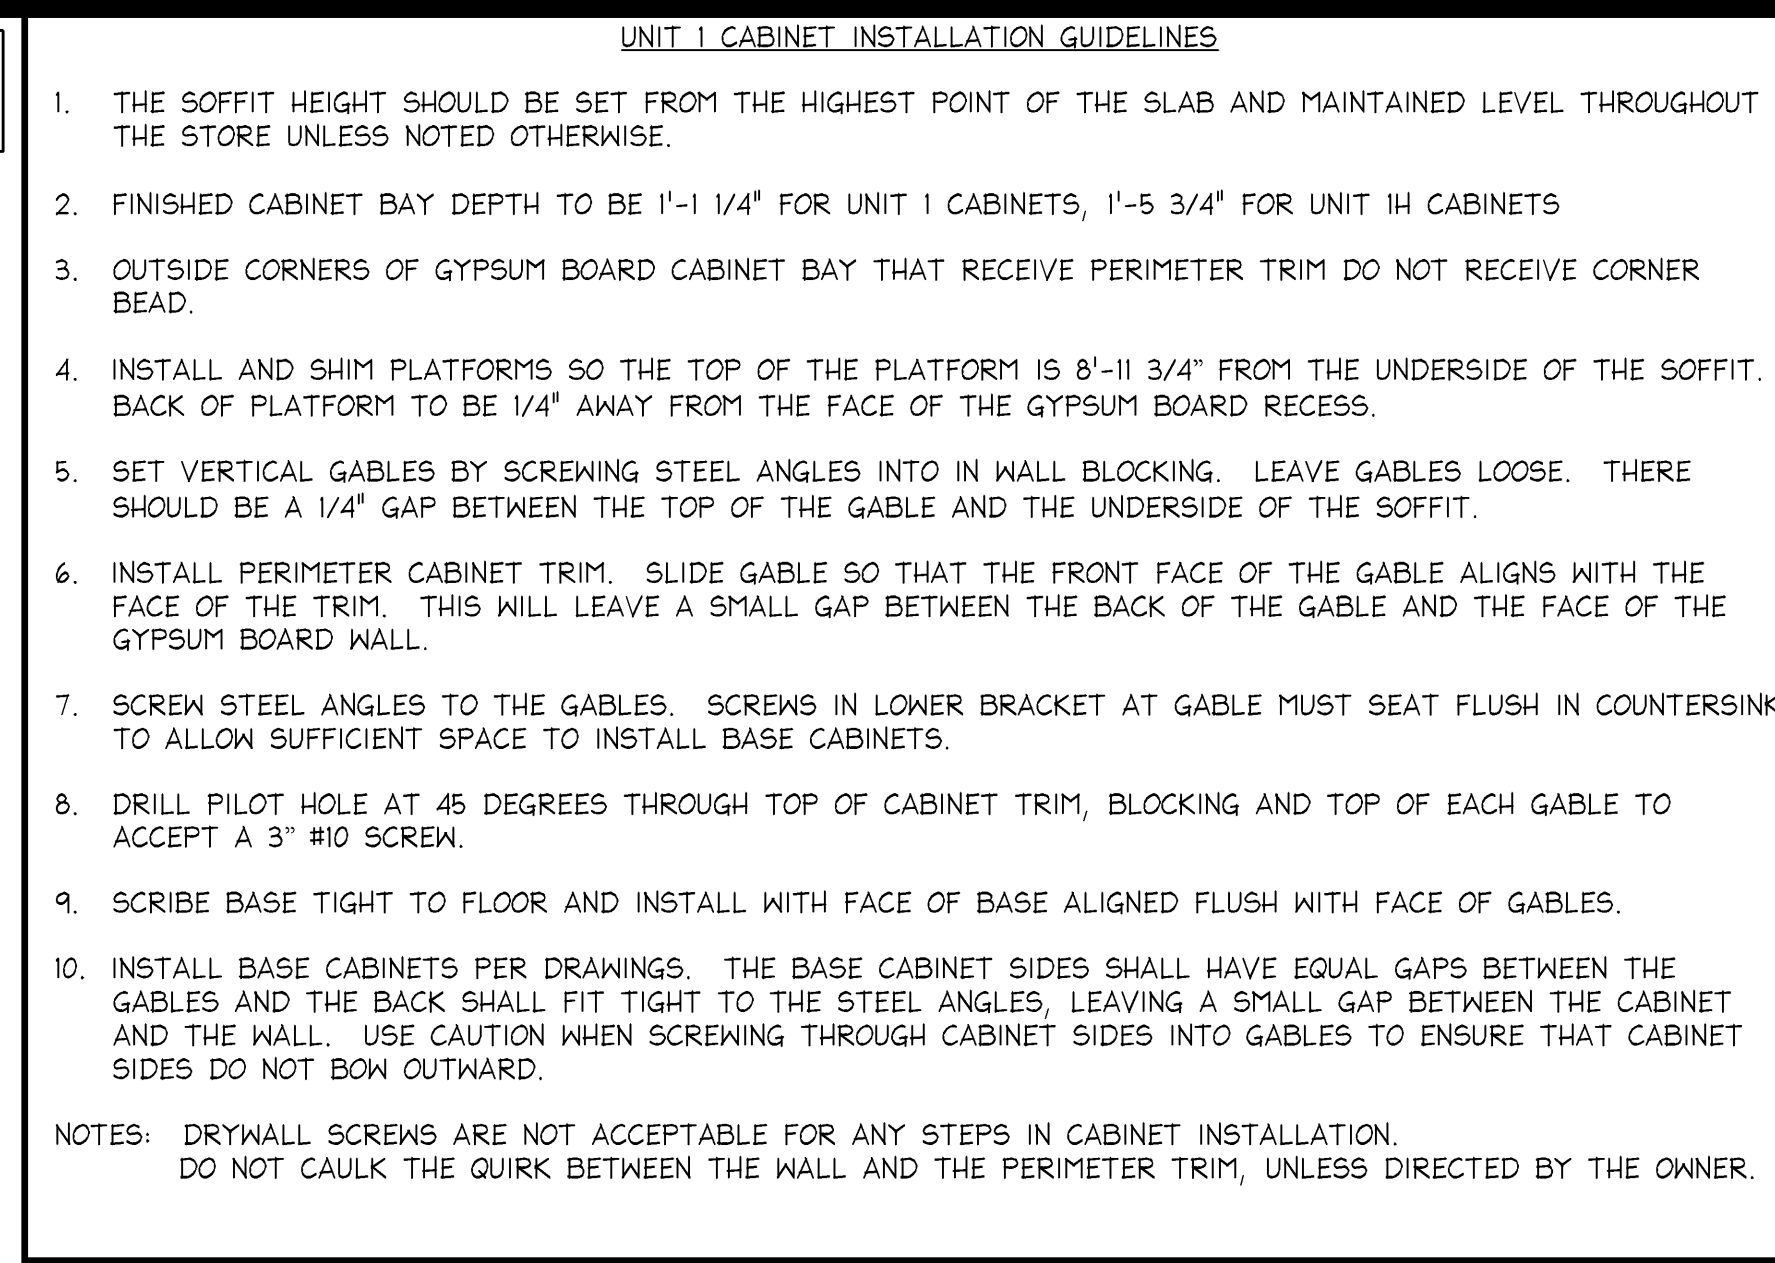 UNIT 1 CABINET INSTALLATION GUIDELINES
1. THE SOFFIT HEIGHT SHOULD BE SET FROM THE HIGHEST POINT OF THE SLAB AND MAINTAINED LEVEL THROUGHOUT
THE STORE UNLESS NOTED OTHERWISE.
2. FINISHED CABINET BAY DEPTH TO BE 1'-1 1/4" FOR UNIT 1 CABINETS, 1'-5 3/4" FOR UNIT 1H CABINETS
3. OUTSIDE CORNERS OF GYPSUM BOARD CABINET BAY THAT RECEIVE PERIMETER TRIM DO NOT RECEIVE CORNER
BEAD.
4. INSTALL AND SHIM PLATFORMS SO THE TOP OF THE PLATFORM IS 8'-11 3/4” FROM THE UNDERSIDE OF THE SOFFIT.
BACK OF PLATFORM TO BE 1/4" AWAY FROM THE FACE OF THE GYPSUM BOARD RECESS.
5. SET VERTICAL GABLES BY SCREWING STEEL ANGLES INTO IN WALL BLOCKING. LEAVE GABLES LOOSE. THERE
SHOULD BE A 1/4" GAP BETWEEN THE TOP OF THE GABLE AND THE UNDERSIDE OF THE SOFFIT.
6. INSTALL PERIMETER CABINET TRIM. SLIDE GABLE SO THAT THE FRONT FACE OF THE GABLE ALIGNS WITH THE
FACE OF THE TRIM. THIS WILL LEAVE A SMALL GAP BETWEEN THE BACK OF THE GABLE AND THE FACE OF THE
GYPSUM BOARD WALL.
7. SCREW STEEL ANGLES TO THE GABLES. SCREWS IN LOWER BRACKET AT GABLE MUST SEAT FLUSH IN COUNTERSINK
TO ALLOW SUFFICIENT SPACE TO INSTALL BASE CABINETS.
8. DRILL PILOT HOLE AT 45 DEGREES THROUGH TOP OF CABINET TRIM, BLOCKING AND TOP OF EACH GABLE TO
ACCEPT A 3” #10 SCREW.
9. SCRIBE BASE TIGHT TO FLOOR AND INSTALL WITH FACE OF BASE ALIGNED FLUSH WITH FACE OF GABLES.
10. INSTALL BASE CABINETS PER DRAWINGS. THE BASE CABINET SIDES SHALL HAVE EQUAL GAPS BETWEEN THE
GABLES AND THE BACK SHALL FIT TIGHT TO THE STEEL ANGLES, LEAVING A SMALL GAP BETWEEN THE CABINET
AND THE WALL. USE CAUTION WHEN SCREWING THROUGH CABINET SIDES INTO GABLES TO ENSURE THAT CABINET
SIDES DO NOT BOW OUTWARD.
NOTES: DRYWALL SCREWS ARE NOT ACCEPTABLE FOR ANY STEPS IN CABINET INSTALLATION.
DO NOT CAULK THE QUIRK BETWEEN THE WALL AND THE PERIMETER TRIM, UNLESS DIRECTED BY THE OWNER.